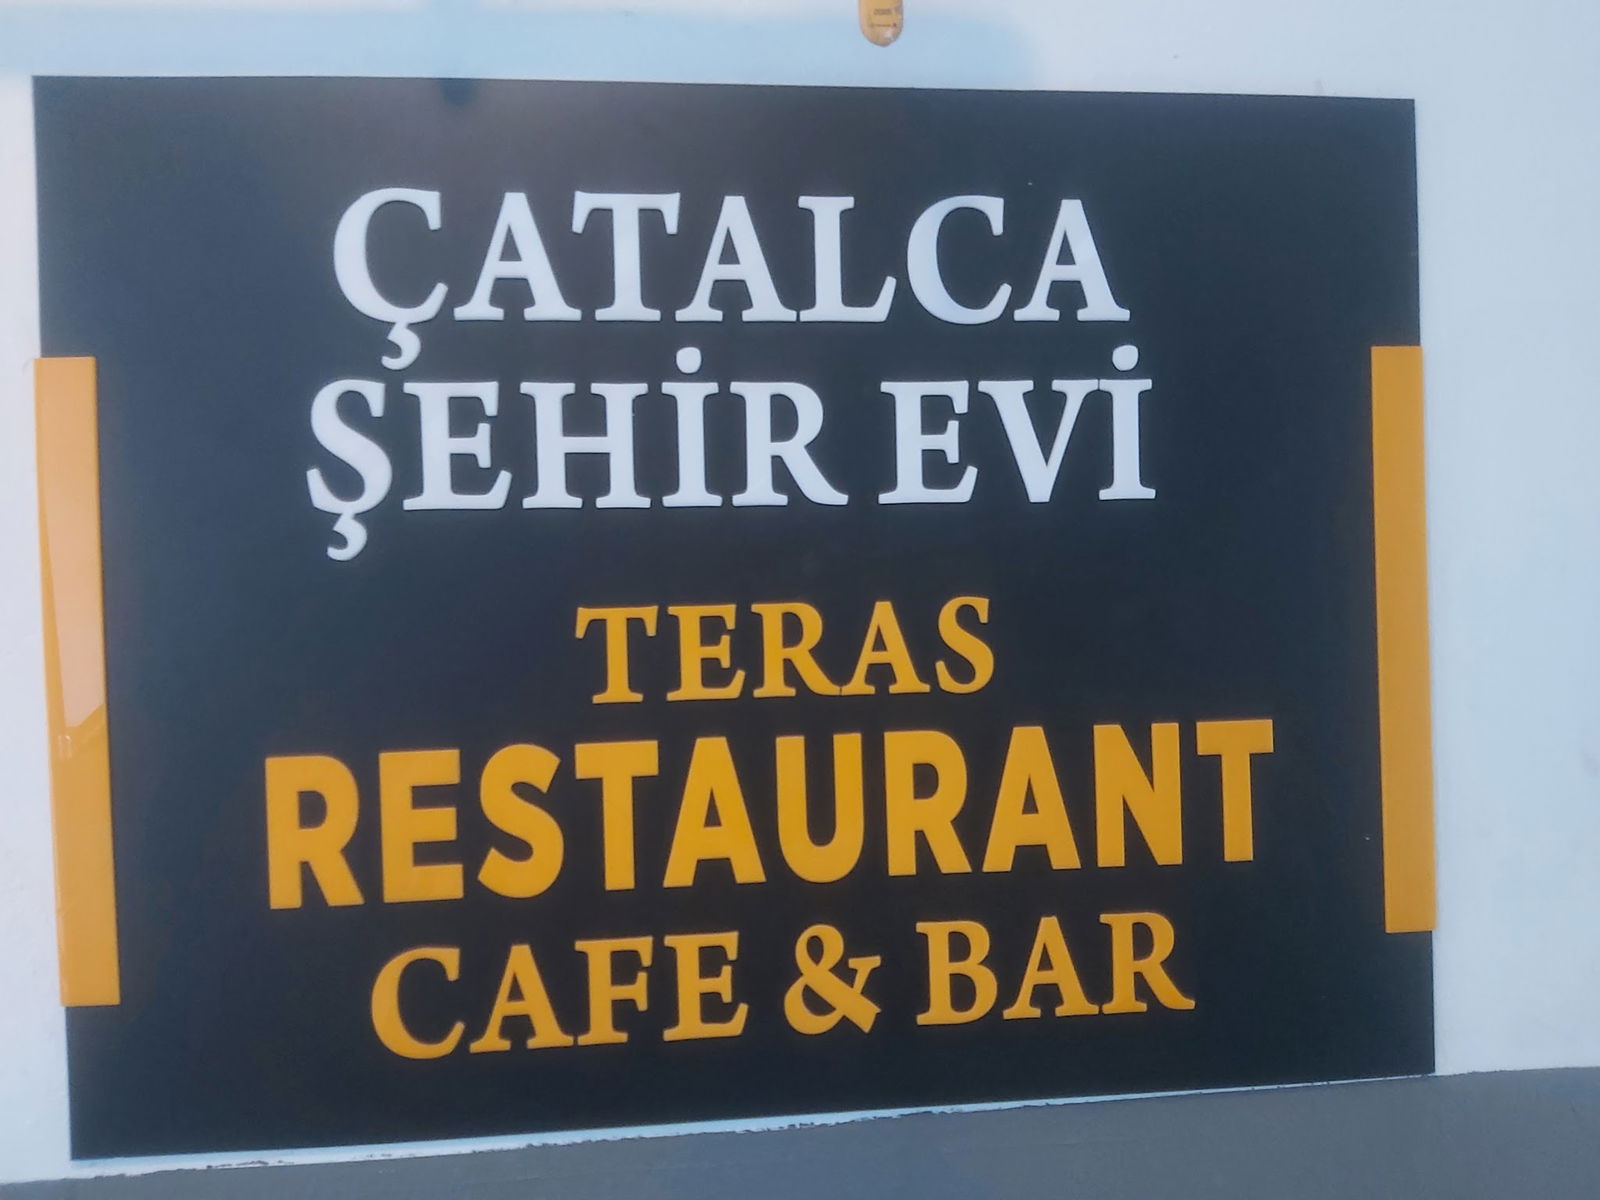 ÇATALCA
ŞEHİR EVİ
TERAS
RESTAURANT
CAFE & BAR